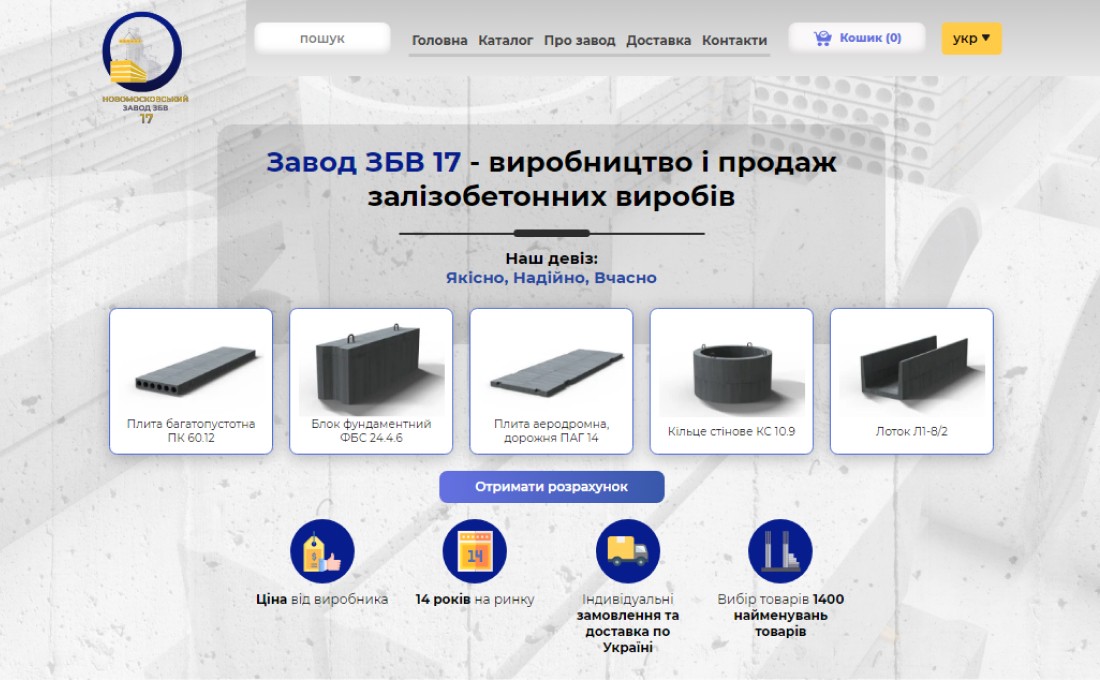 пошук
Головна Каталог Про завод Доставка Контакти
Кошик (0)
укр
НОВОМОСКОВСЬКИЙ
ЗАВОД ЗБВ
17
Завод ЗБВ 17 - виробництво і продаж
залізобетонних виробів
Наш девіз:
Якісно, Надійно, Вчасно
Плита багатопустотна
ПК 60.12
Блок фундаментний
ФБС 24.4.6
Плита аеродромна,
дорожня ПАГ 14
Кільце стінове КС 10.9
Лоток Л1-8/2
Отримати розрахунок
$
14
Ціна від виробника
14 років на ринку
Індивідуальні
замовлення та
доставка по
Україні
Вибір товарів 1400
найменувань
товарів